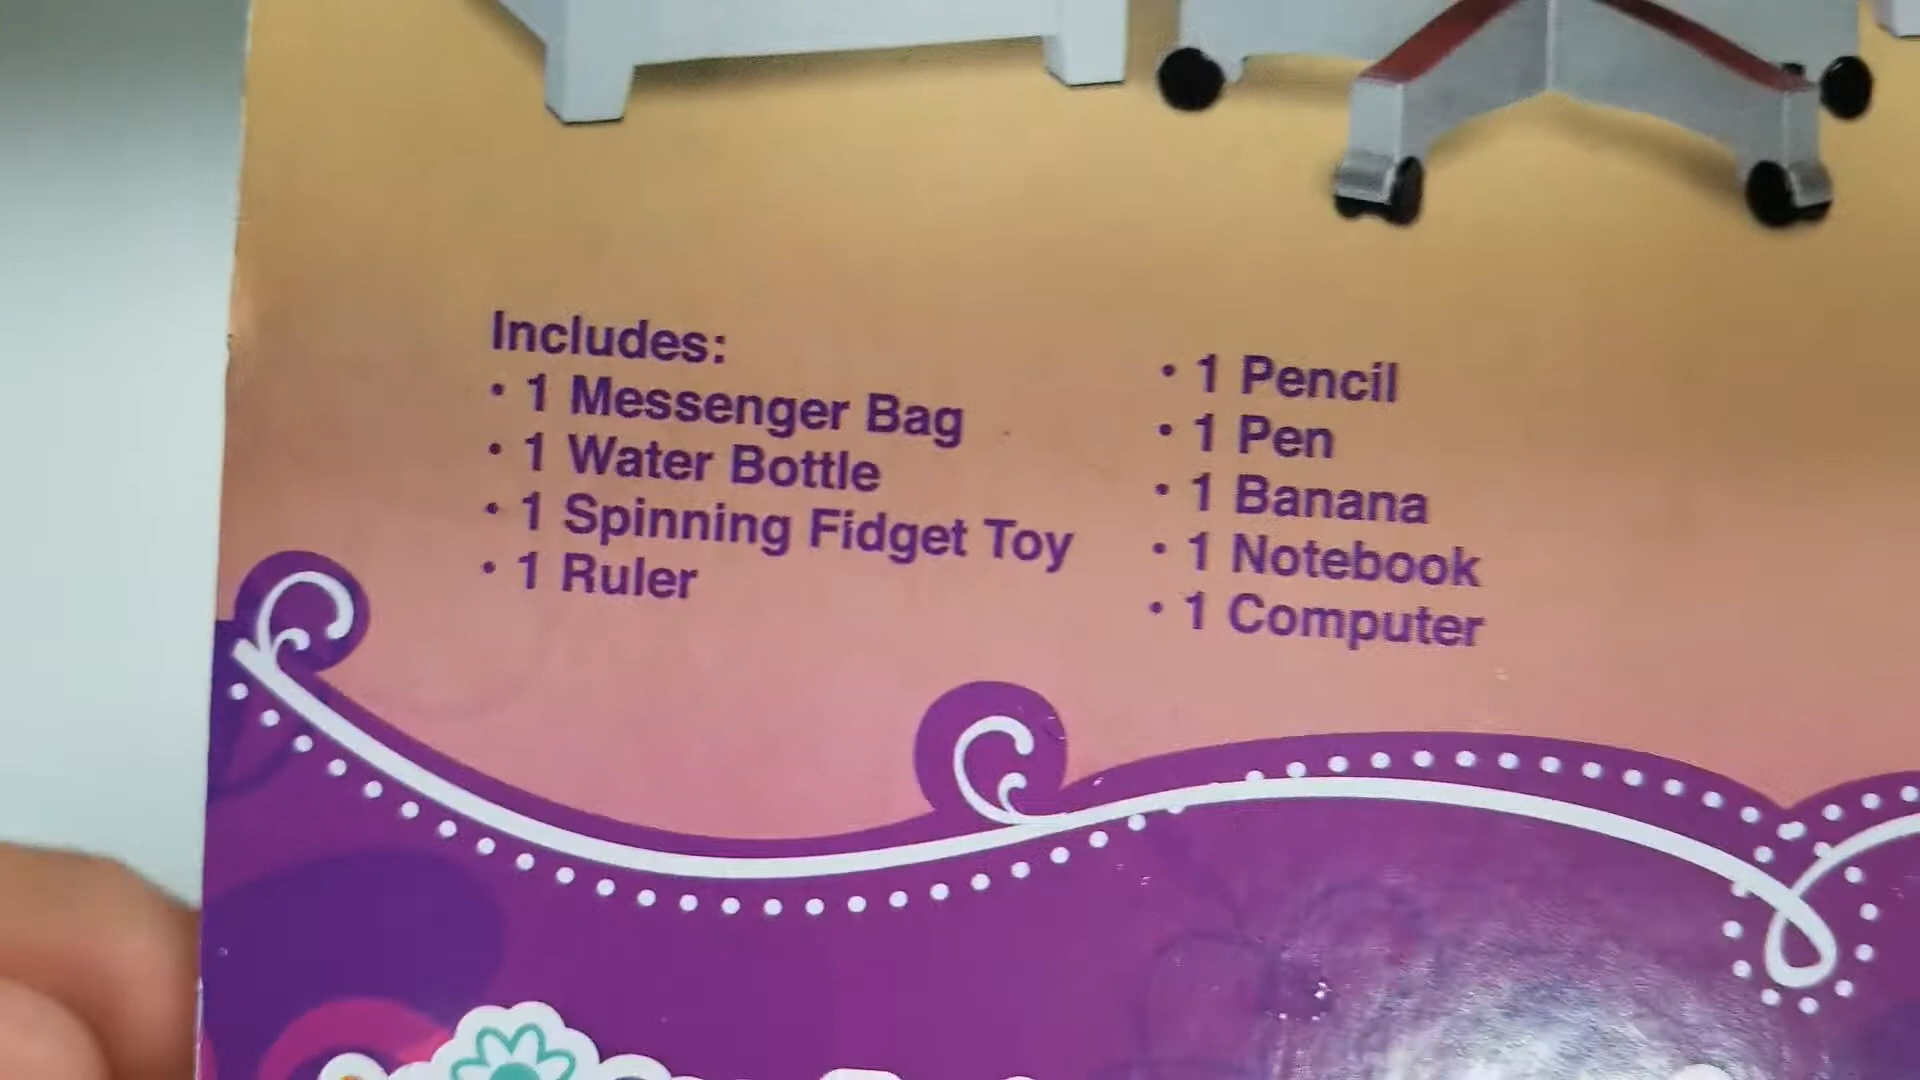 Includes:
• 1 Messenger Bag
• 1 Water Bottle
• 1 Spinning Fidget Toy
• 1 Ruler
• 1 Pencil
• 1 Pen
• 1 Banana
• 1 Notebook
• 1 Computer